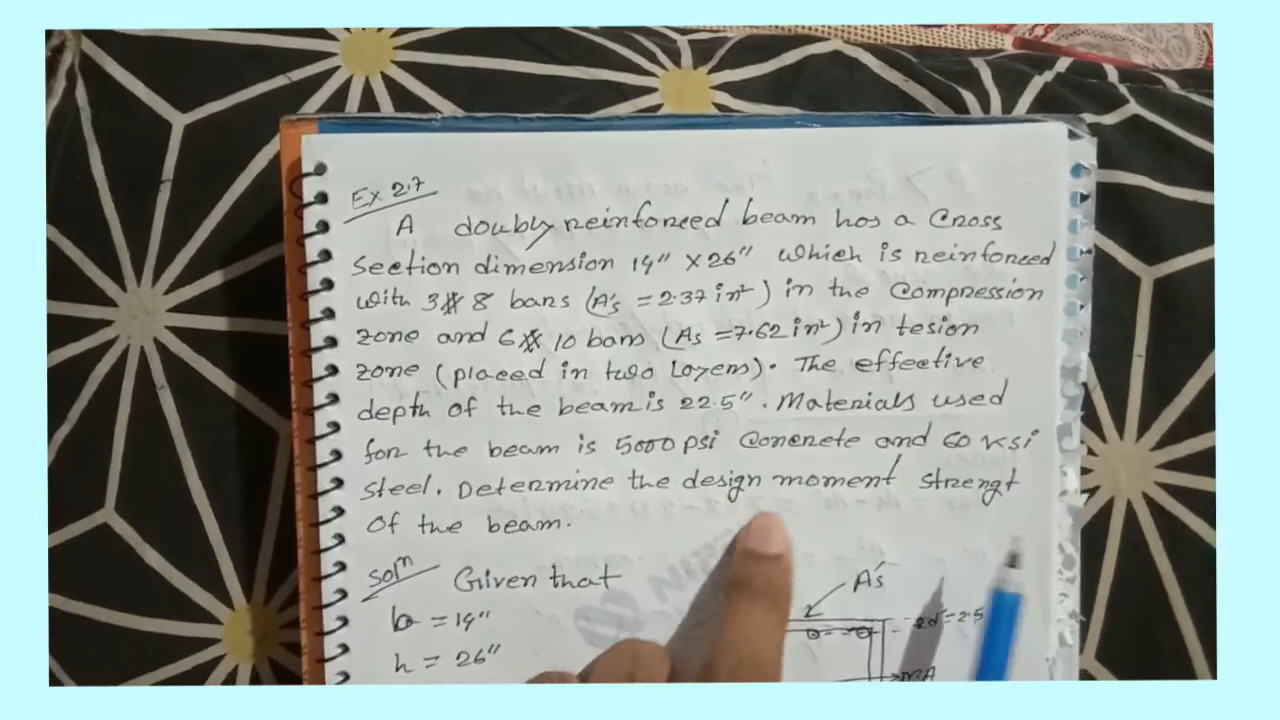 Ex 2.7
A doubly reinforced beam has a Cross
Section dimension 14" x 26" which is reinforced
with 3# 8 bars (A's = 2.37 in²) in the Compression
zone and 6# 10 bars (As = 7.62 in²) in tesion
zone (placed in two Layers). The effective
depth of the beam is 22.5". Materials used
for the beam is 5000 psi Concrete and 60 ksi
Steel. Determine the design moment Strengt
Of the beam.
Soln Given that
b = 14"
h = 26"
A's
d' = 2.5